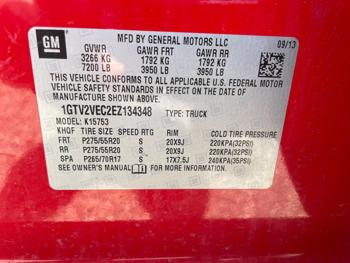 GM
MFD BY GENERAL MOTORS LLC
09/13
GVWR GAWR FRT GAWR RR
3266 KG 1792 KG 1792 KG
7200 LB 3950 LB 3950 LB
THIS VEHICLE CONFORMS TO ALL APPLICABLE U.S. FEDERAL MOTOR
VEHICLE SAFETY STANDARDS IN EFFECT ON THE DATE OF
MANUFACTURE SHOWN ABOVE.
1GTV2VEC2EZ134348 TYPE: TRUCK
MODEL: K15753
KHOF TIRE SIZE SPEED RTG RIM COLD TIRE PRESSURE
FRT P275/55R20 S 20X9J 220KPA(32PSI)
RR P275/55R20 S 20X9J 220KPA(32PSI)
SPA P265/70R17 S 17X7.5J 240KPA(35PSI)
SEE OWNER'S MANUAL FOR MORE INFORMATION.